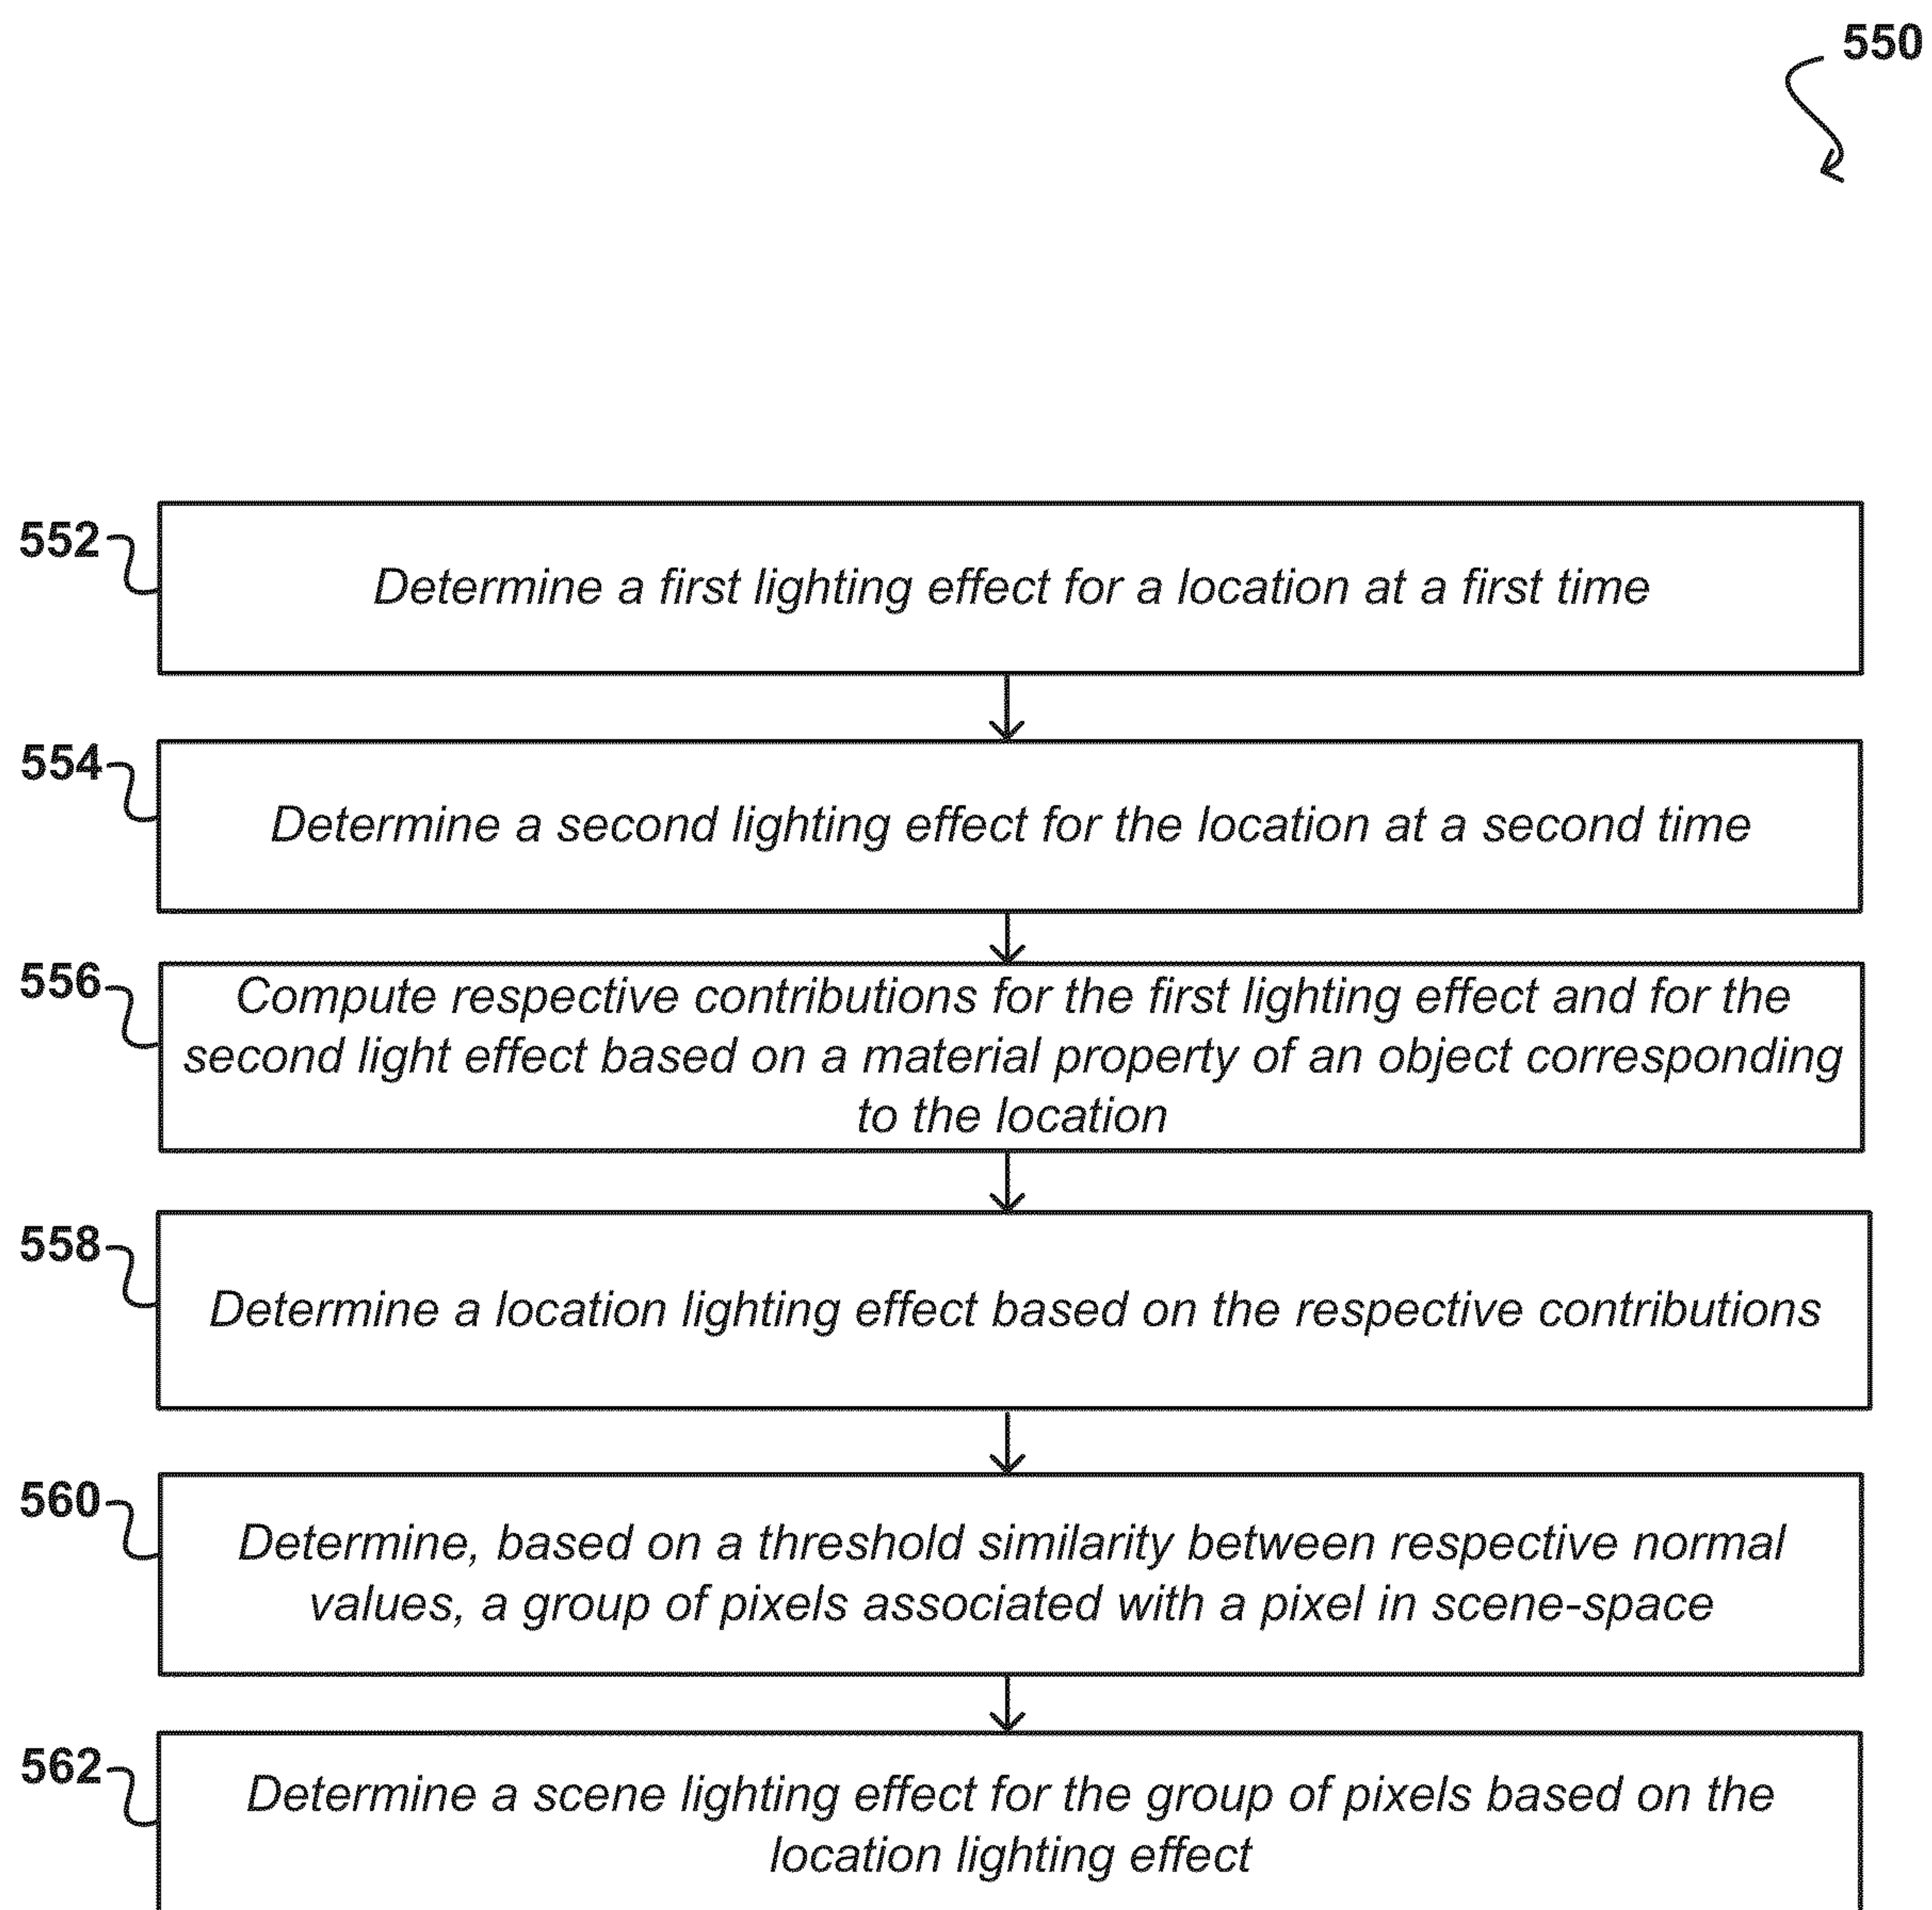 550
552
Determine a first lighting effect for a location at a first time
554
Determine a second lighting effect for the location at a second time
556
Compute respective contributions for the first lighting effect and for the
second light effect based on a material property of an object corresponding
to the location
558
Determine a location lighting effect based on the respective contributions
560
Determine, based on a threshold similarity between respective normal
values, a group of pixels associated with a pixel in scene-space
562
Determine a scene lighting effect for the group of pixels based on the
location lighting effect